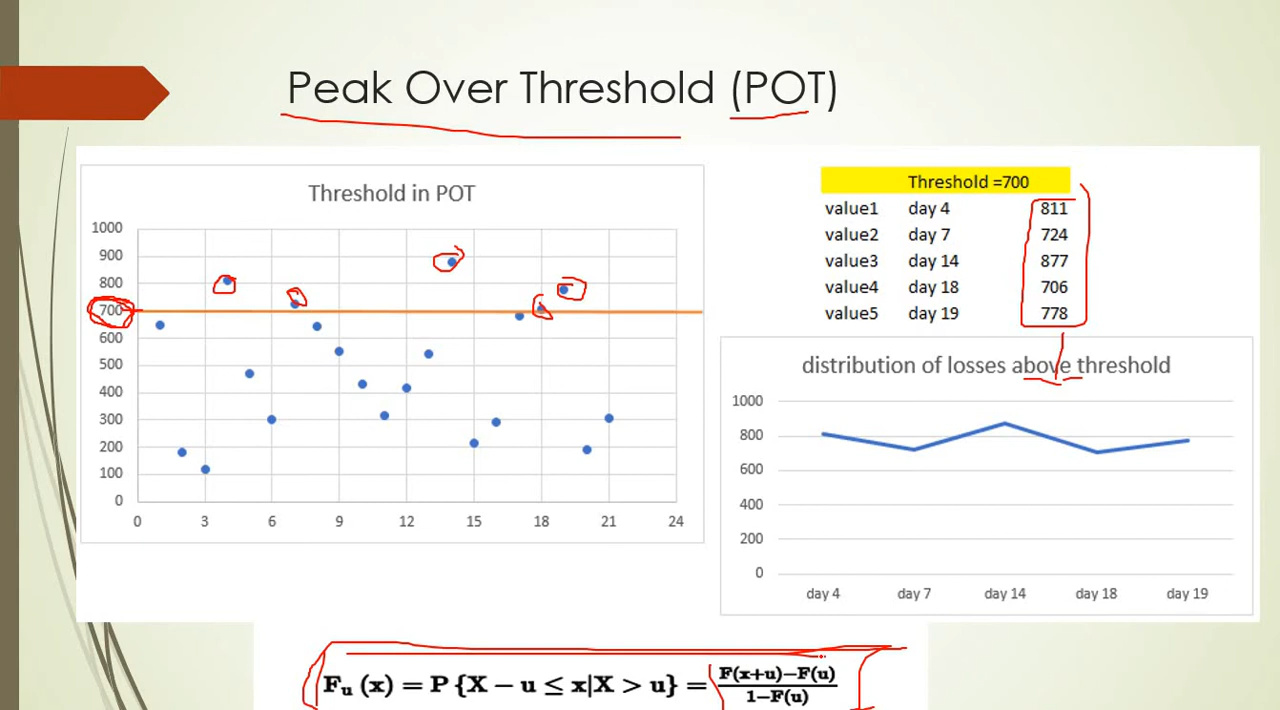 Peak Over Threshold (POT)
Threshold in POT
1000
900
800
700
600
500
400
300
200
100
0
0 3 6 9 12 15 18 21 24
Threshold =700
value1 day 4 811
value2 day 7 724
value3 day 14 877
value4 day 18 706
value5 day 19 778
distribution of losses above threshold
1000
800
600
400
200
0
day 4 day 7 day 14 day 18 day 19
Fᵤ (x) = P {X − u ≤ x|X > u} = F(x+u)−F(u)
1−F(u)